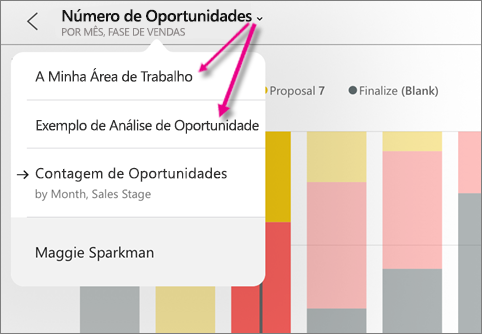 Número de Oportunidades
POR MÊS, FASE DE VENDAS
A Minha Área de Trabalho
Proposal 7
Finalize (Blank)
Exemplo de Análise de Oportunidade
Contagem de Oportunidades
by Month, Sales Stage
Maggie Sparkman